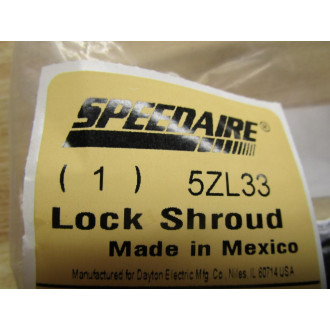 SPEEDAIRE®
( 1 ) 5ZL33
Lock Shroud
Made in Mexico
Manufactured for Dayton Electric Mfg. Co., Niles, IL 60714 USA